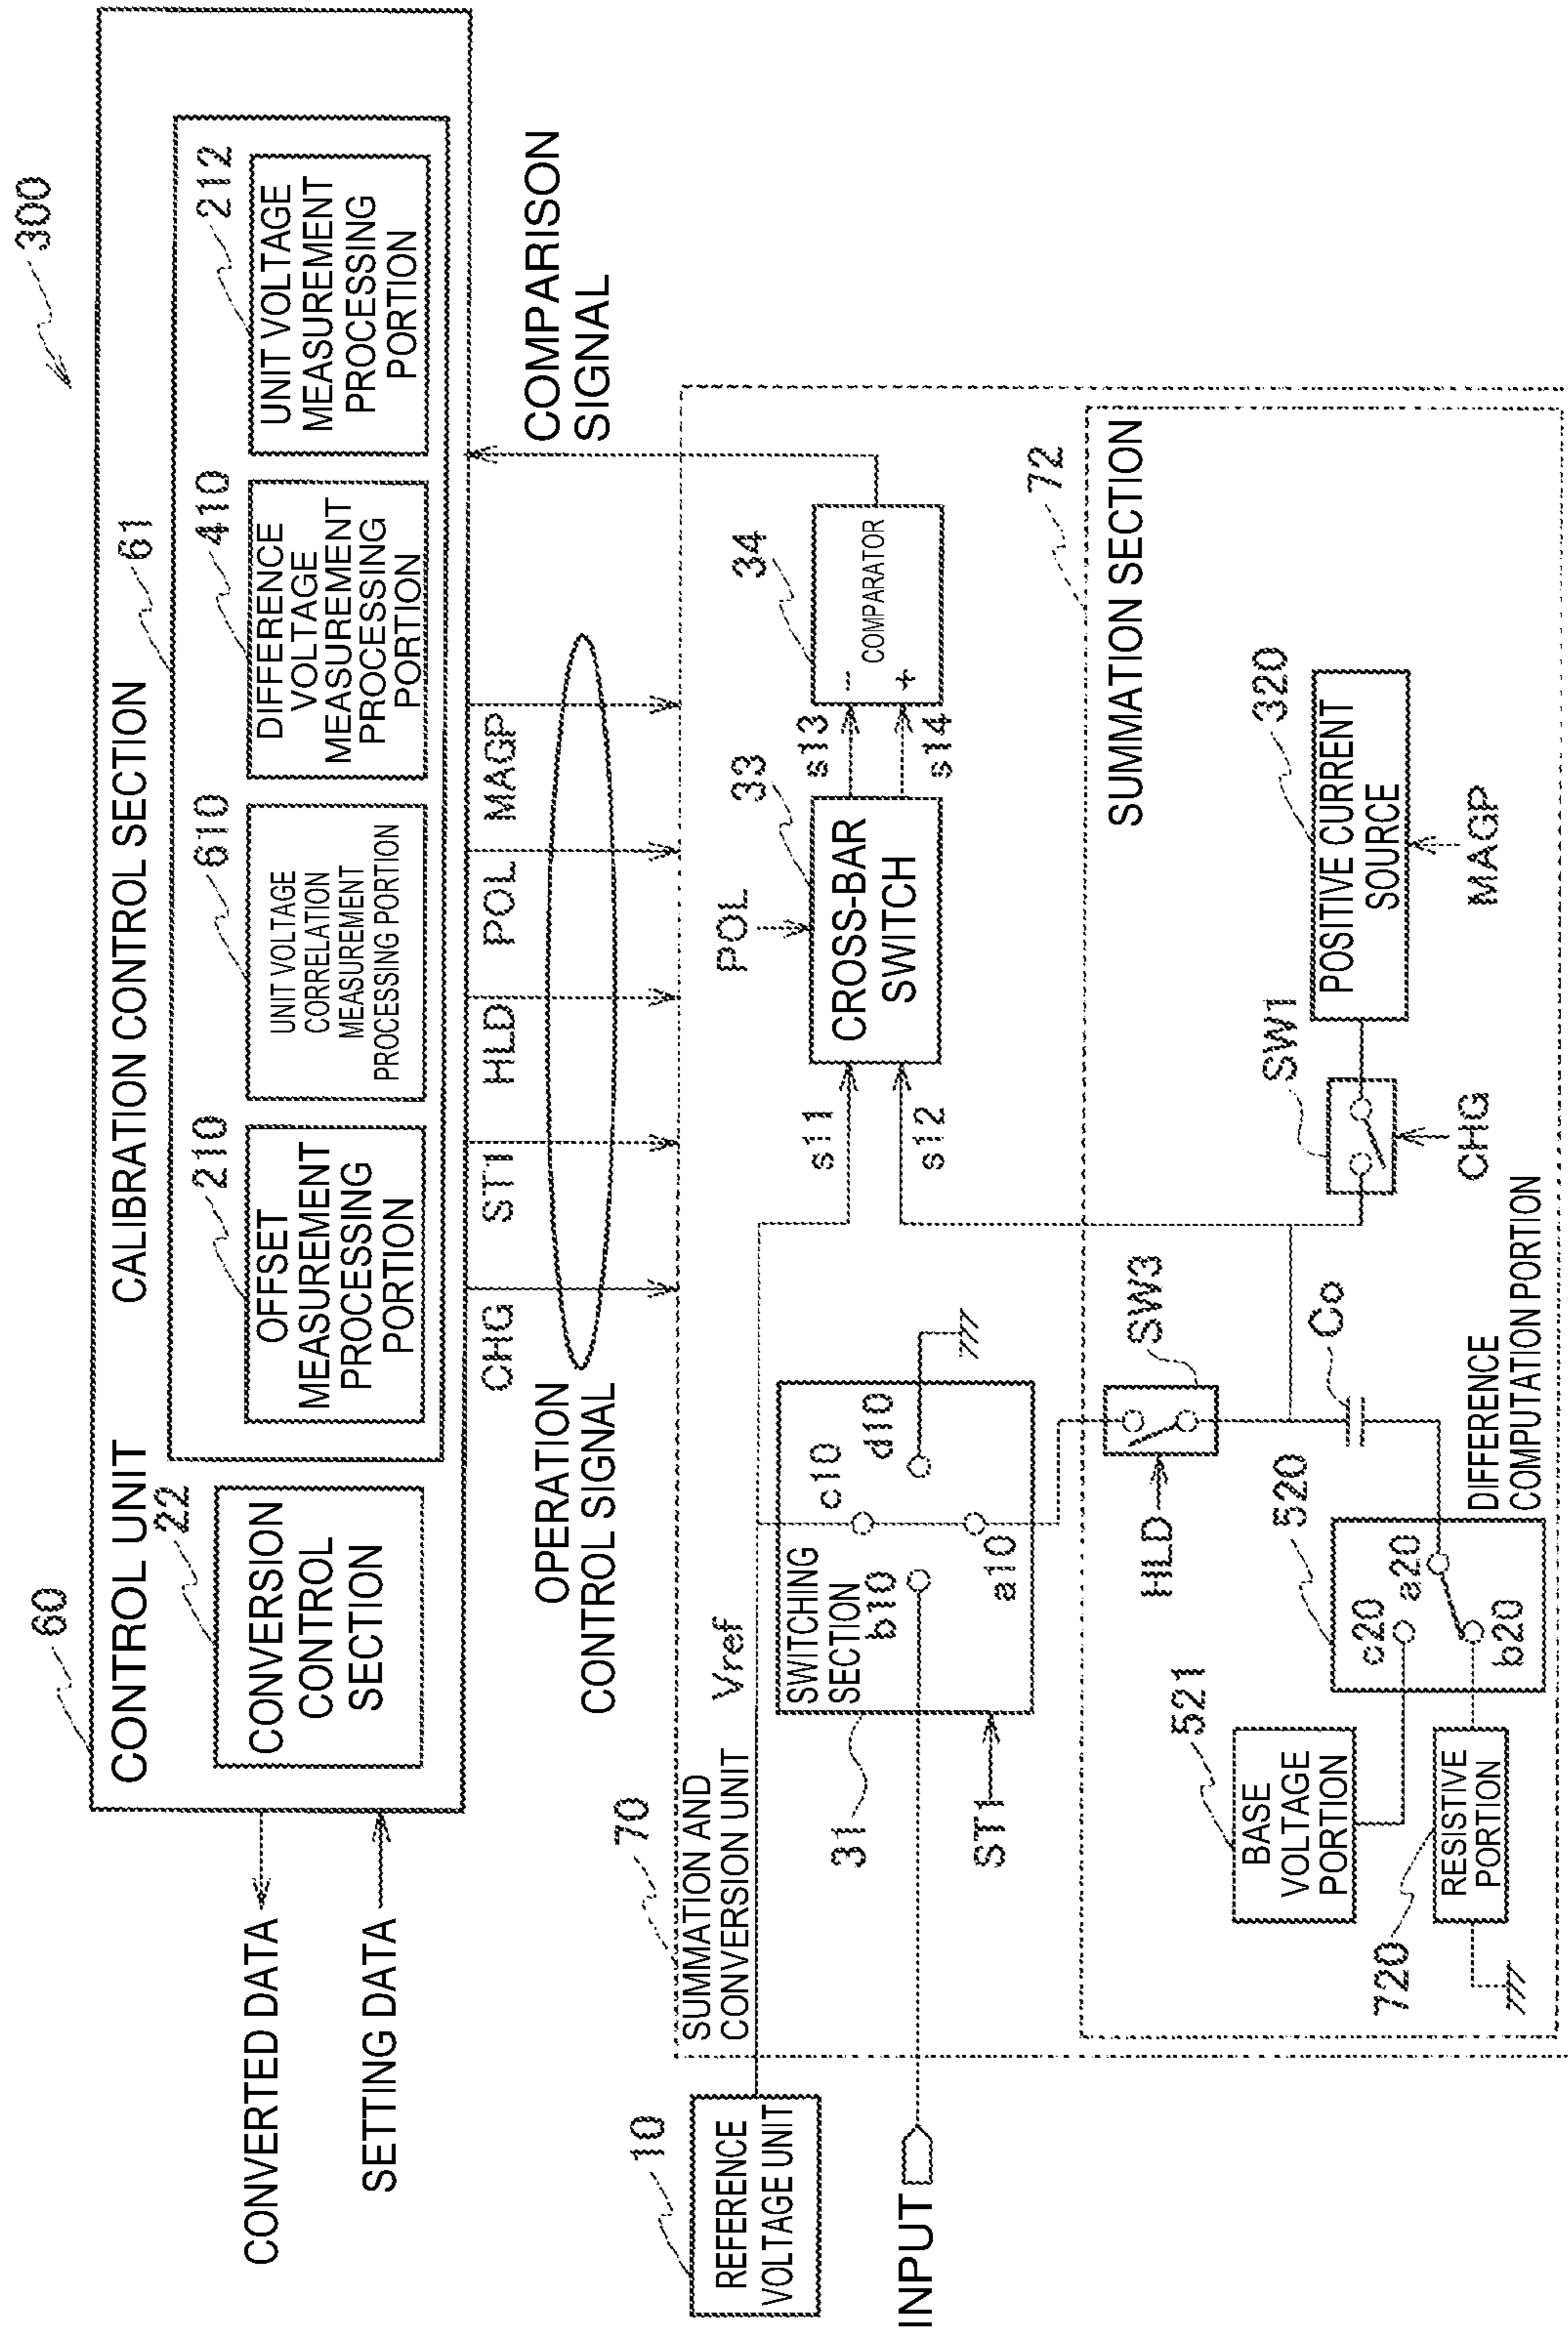 300
60
CONTROL UNIT
CALIBRATION CONTROL SECTION
61
22
CONVERSION
CONTROL
SECTION
210
OFFSET
MEASUREMENT
PROCESSING
PORTION
610
UNIT VOLTAGE
CORRELATION
MEASUREMENT
PROCESSING PORTION
410
DIFFERENCE
VOLTAGE
MEASUREMENT
PROCESSING
PORTION
212
UNIT VOLTAGE
MEASUREMENT
PROCESSING
PORTION
CONVERTED DATA
SETTING DATA
OPERATION
CONTROL SIGNAL
CHG
ST1
HLD
POL
MAGP
COMPARISON
SIGNAL
70
SUMMATION AND
CONVERSION UNIT
Vref
10
REFERENCE
VOLTAGE UNIT
INPUT
31
ST1
SWITCHING
SECTION
b10
c10
d10
a10
s11
s12
POL
33
CROSS-BAR
SWITCH
s13
s14
34
−
COMPARATOR
+
72
SUMMATION SECTION
SW3
HLD
Co
SW1
CHG
320
POSITIVE CURRENT
SOURCE
MAGP
521
BASE
VOLTAGE
PORTION
720
RESISTIVE
PORTION
520
c20
a20
b20
DIFFERENCE
COMPUTATION PORTION